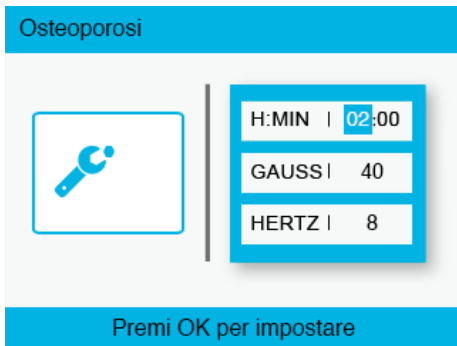 Osteoporosi
H:MIN | 02:00
GAUSS | 40
HERTZ | 8
Premi OK per impostare